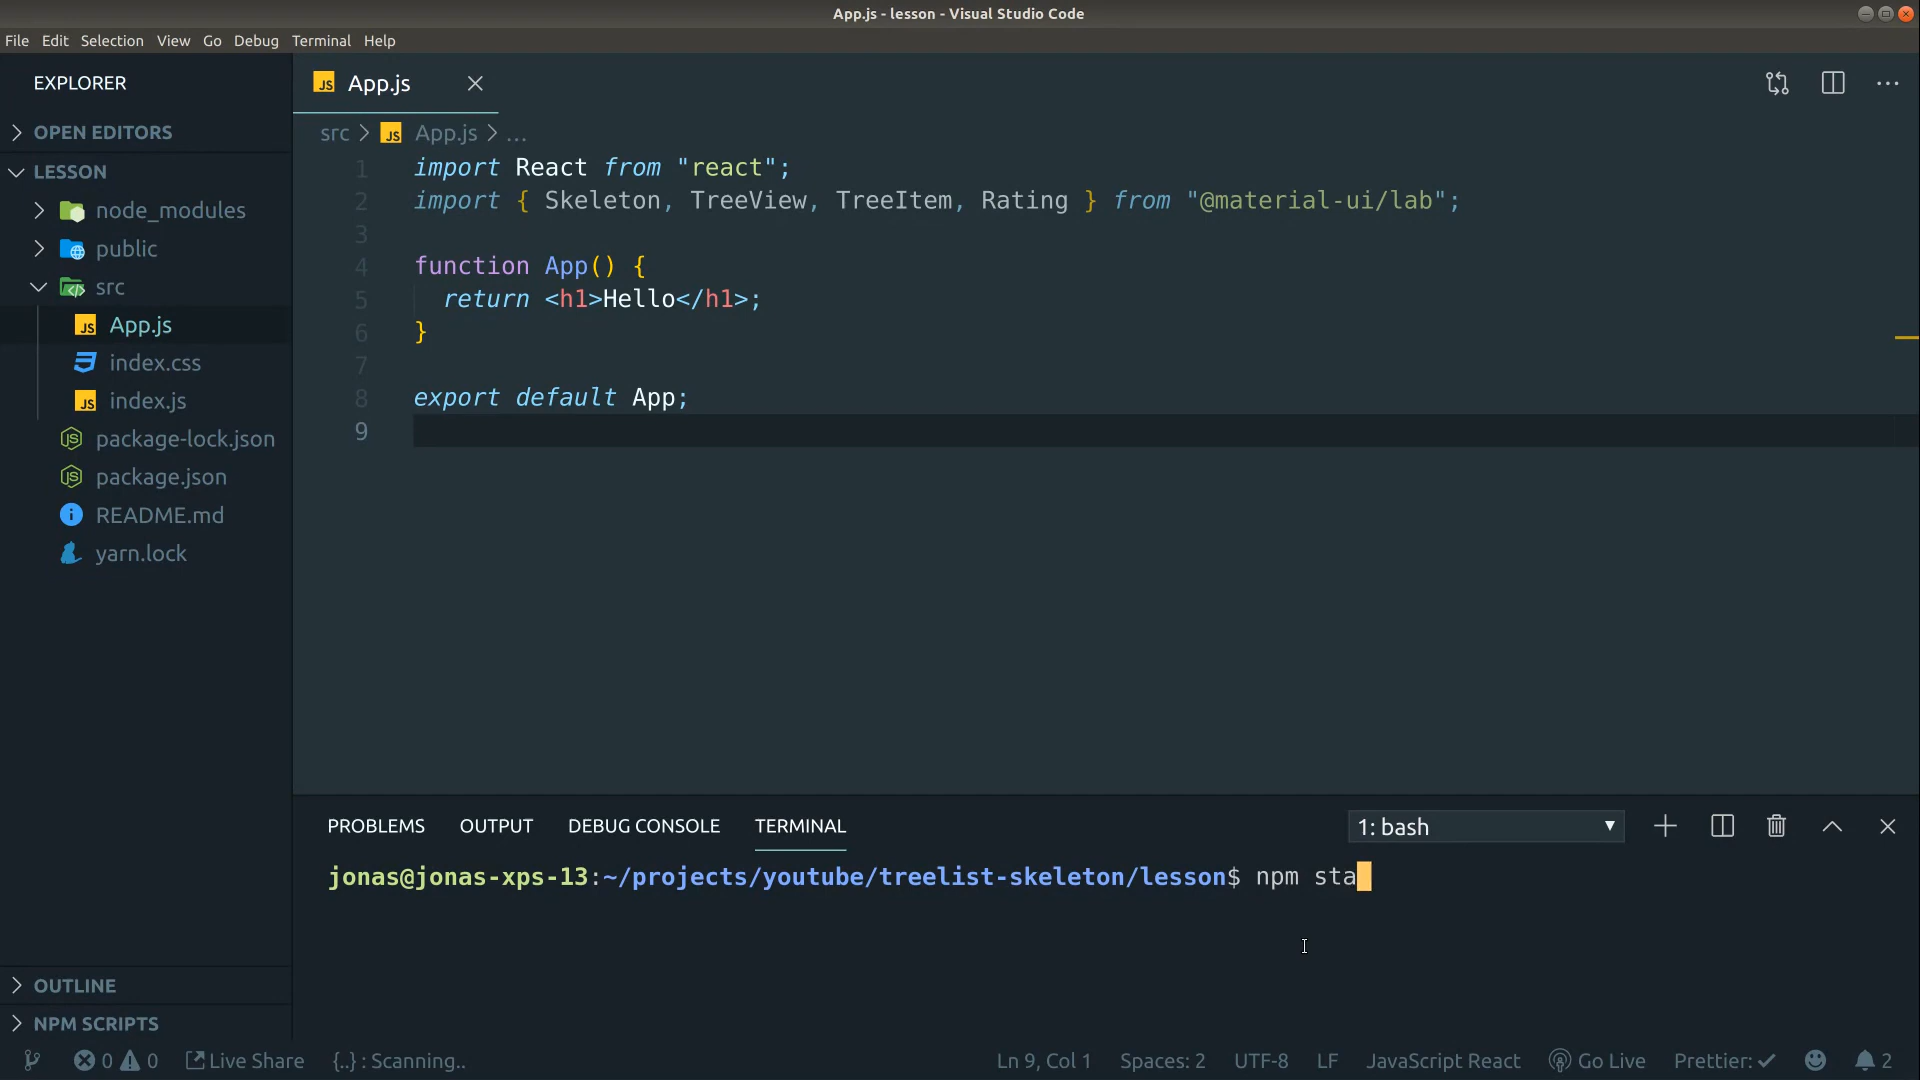 App.js - lesson - Visual Studio Code
File Edit Selection View Go Debug Terminal Help
EXPLORER
OPEN EDITORS
LESSON
node_modules
public
src
App.js
index.css
index.js
package-lock.json
package.json
README.md
yarn.lock
OUTLINE
NPM SCRIPTS
JS App.js
src > JS App.js > ...
1 import React from "react";
2 import { Skeleton, TreeView, TreeItem, Rating } from "@material-ui/lab";
3
4 function App() {
5 return <h1>Hello</h1>;
6 }
7
8 export default App;
9
PROBLEMS OUTPUT DEBUG CONSOLE TERMINAL 1: bash
jonas@jonas-xps-13:~/projects/youtube/treelist-skeleton/lesson$ npm sta
0 0 Live Share {..} : Scanning.. Ln 9, Col 1 Spaces: 2 UTF-8 LF JavaScript React Go Live Prettier: ✓ 2